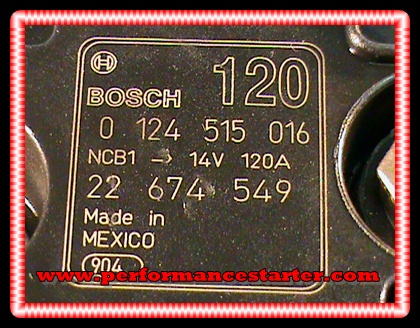 120
BOSCH
0 124 515 016
NCB1 → 14V 120A
22 674 549
Made in
MEXICO
904
www.performancestarter.com